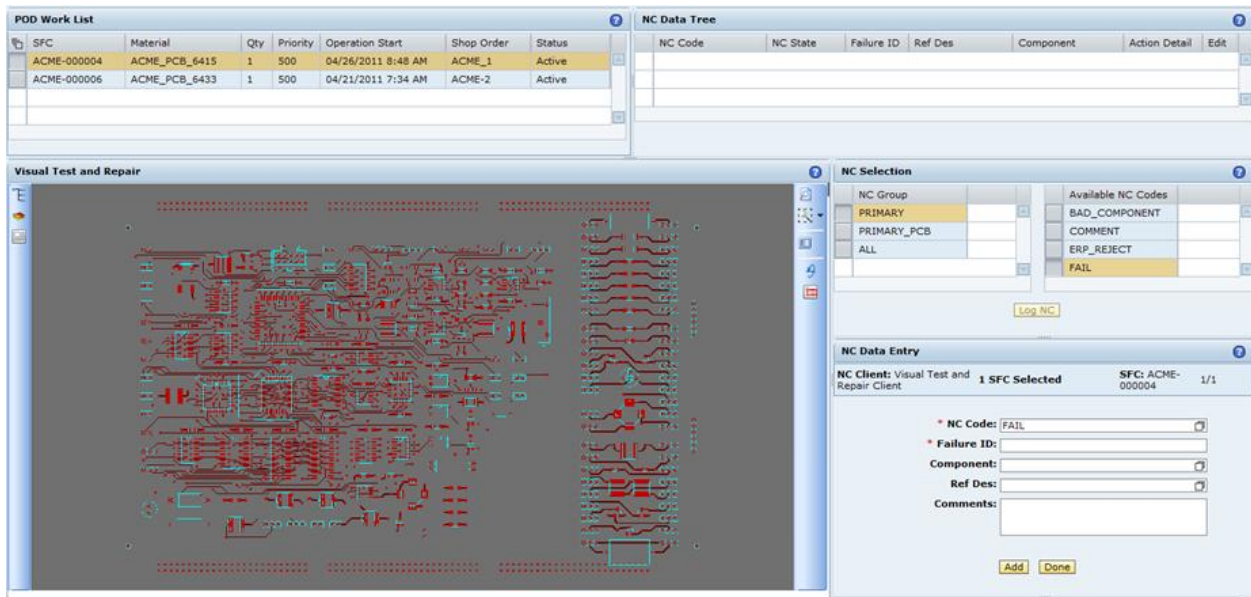 POD Work List
SFC Material Qty Priority Operation Start Shop Order Status
ACME-000004 ACME_PCB_6415 1 500 04/26/2011 8:48 AM ACME_1 Active
ACME-000006 ACME_PCB_6433 1 500 04/21/2011 7:34 AM ACME-2 Active
NC Data Tree
NC Code NC State Failure ID Ref Des Component Action Detail Edit
Visual Test and Repair
NC Selection
NC Group
PRIMARY
PRIMARY_PCB
ALL
Available NC Codes
BAD_COMPONENT
COMMENT
ERP_REJECT
FAIL
Log NC
NC Data Entry
NC Client: Visual Test and
Repair Client
1 SFC Selected
SFC: ACME-
000004
1/1
* NC Code: FAIL
* Failure ID:
Component:
Ref Des:
Comments:
Add Done